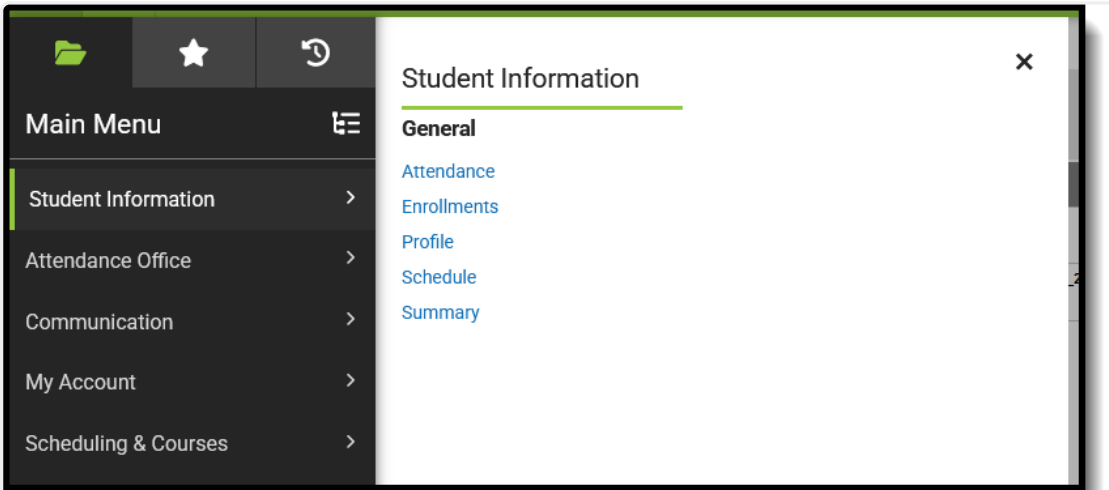 Main Menu
Student Information
Attendance Office
Communication
My Account
Scheduling & Courses
Student Information
General
Attendance
Enrollments
Profile
Schedule
Summary